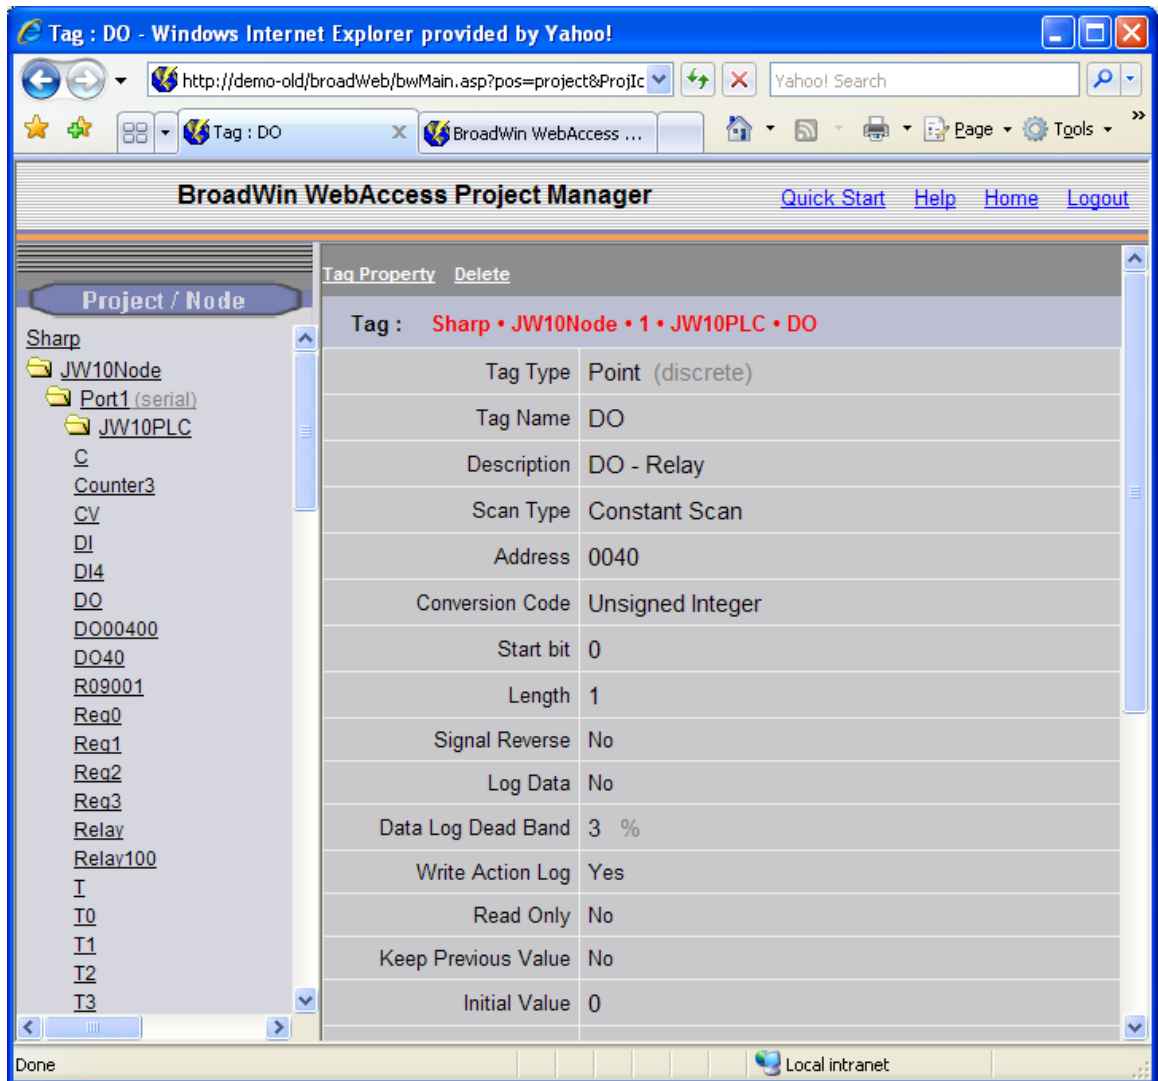 Tag : DO - Windows Internet Explorer provided by Yahoo!
http://demo-old/broadWeb/bwMain.asp?pos=project&ProjIc
Yahoo! Search
Tag : DO
BroadWin WebAccess ...
Page
Tools
»
BroadWin WebAccess Project Manager
Quick Start Help Home Logout
Project / Node
Sharp
JW10Node
Port1 (serial)
JW10PLC
C
Counter3
CV
DI
DI4
DO
DO00400
DO40
R09001
Reg0
Reg1
Reg2
Reg3
Relay
Relay100
T
T0
T1
T2
T3
Tag Property Delete
Tag : Sharp • JW10Node • 1 • JW10PLC • DO
Tag Type Point (discrete)
Tag Name DO
Description DO - Relay
Scan Type Constant Scan
Address 0040
Conversion Code Unsigned Integer
Start bit 0
Length 1
Signal Reverse No
Log Data No
Data Log Dead Band 3 %
Write Action Log Yes
Read Only No
Keep Previous Value No
Initial Value 0
Done
Local intranet